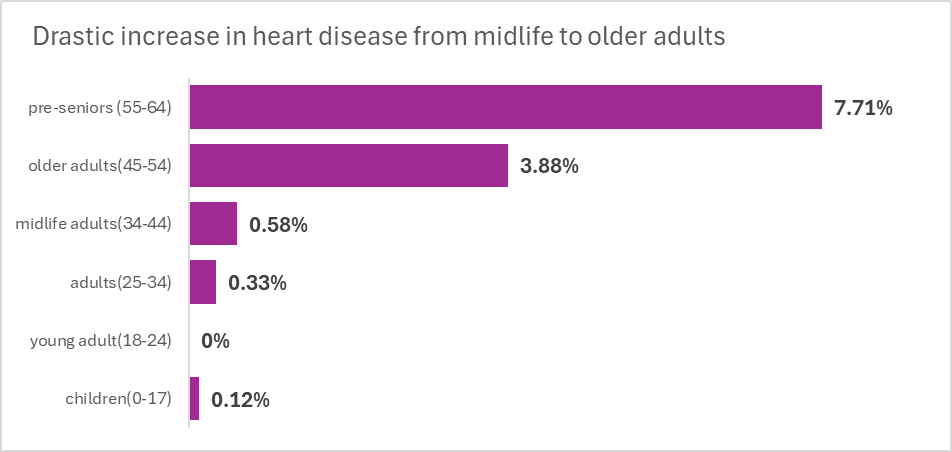 Drastic increase in heart disease from midlife to older adults
pre-seniors (55-64) 7.71%
older adults(45-54) 3.88%
midlife adults(34-44) 0.58%
adults(25-34) 0.33%
young adult(18-24) 0%
children(0-17) 0.12%